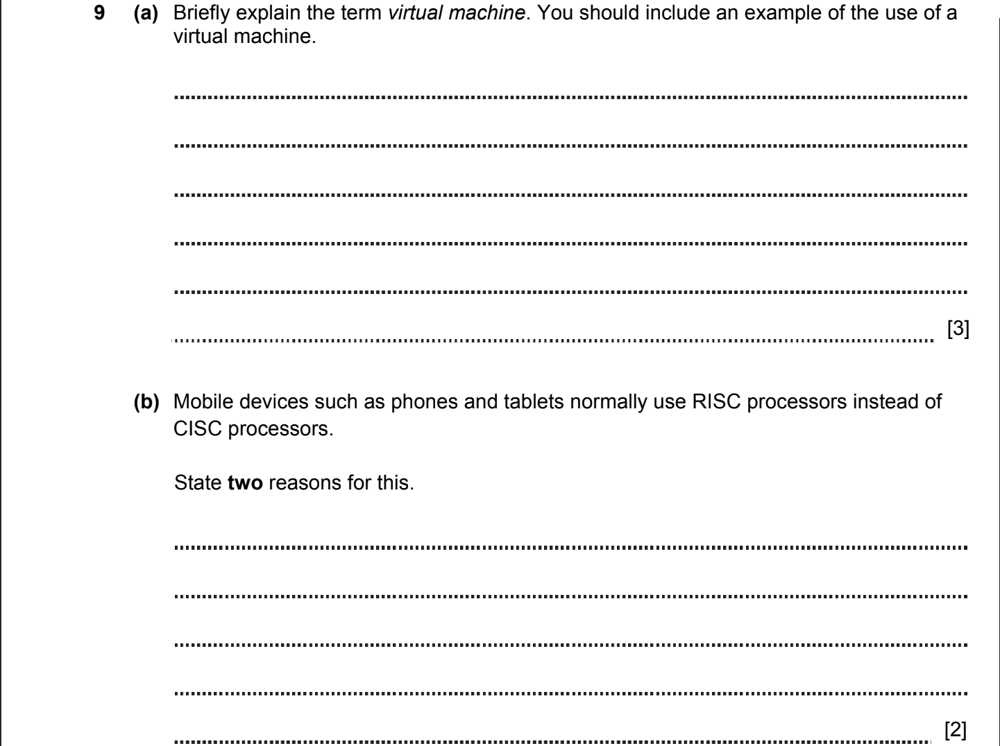 9 (a) Briefly explain the term virtual machine. You should include an example of the use of a
virtual machine.
[3]
(b) Mobile devices such as phones and tablets normally use RISC processors instead of
CISC processors.
State two reasons for this.
[2]